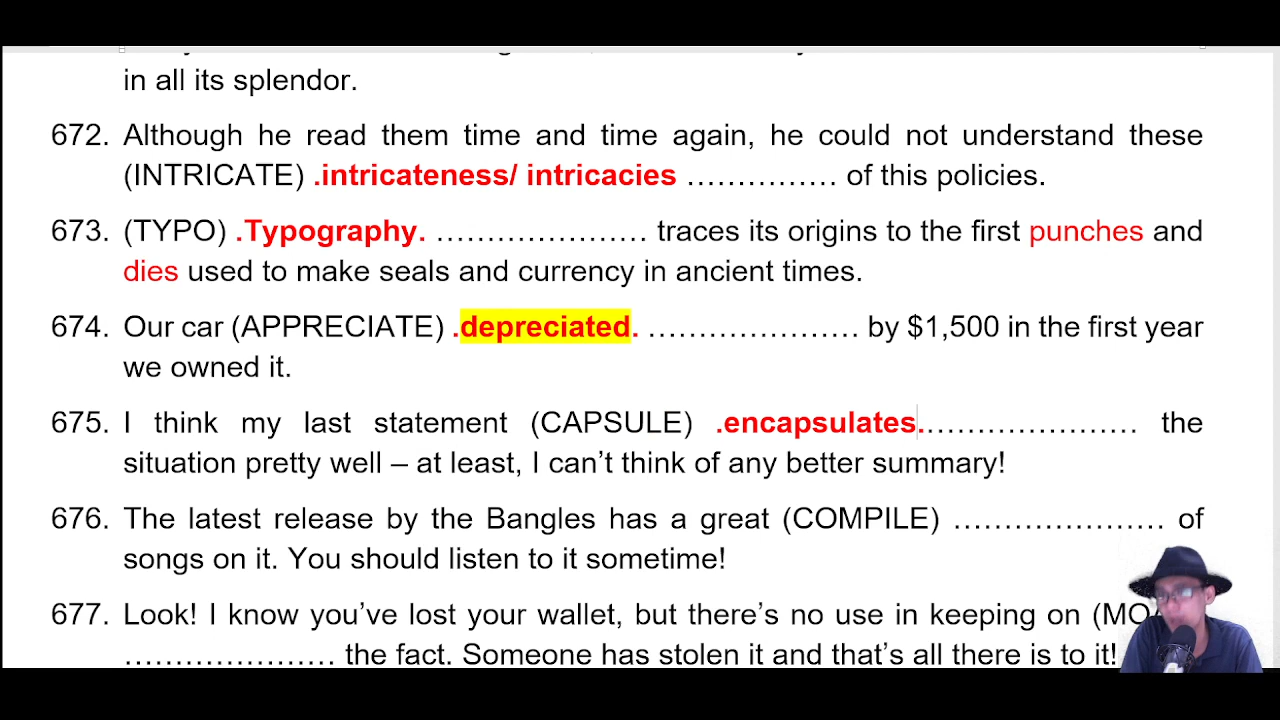 in all its splendor.
672. Although he read them time and time again, he could not understand these
(INTRICATE) .intricateness/ intricacies …………… of this policies.
673. (TYPO) .Typography. ………………… traces its origins to the first punches and
dies used to make seals and currency in ancient times.
674. Our car (APPRECIATE) .depreciated. ………………… by $1,500 in the first year
we owned it.
675. I think my last statement (CAPSULE) .encapsulates.………………… the
situation pretty well – at least, I can’t think of any better summary!
676. The latest release by the Bangles has a great (COMPILE) ………………… of
songs on it. You should listen to it sometime!
677. Look! I know you’ve lost your wallet, but there’s no use in keeping on
………………… the fact. Someone has stolen it and that’s all there is to it!